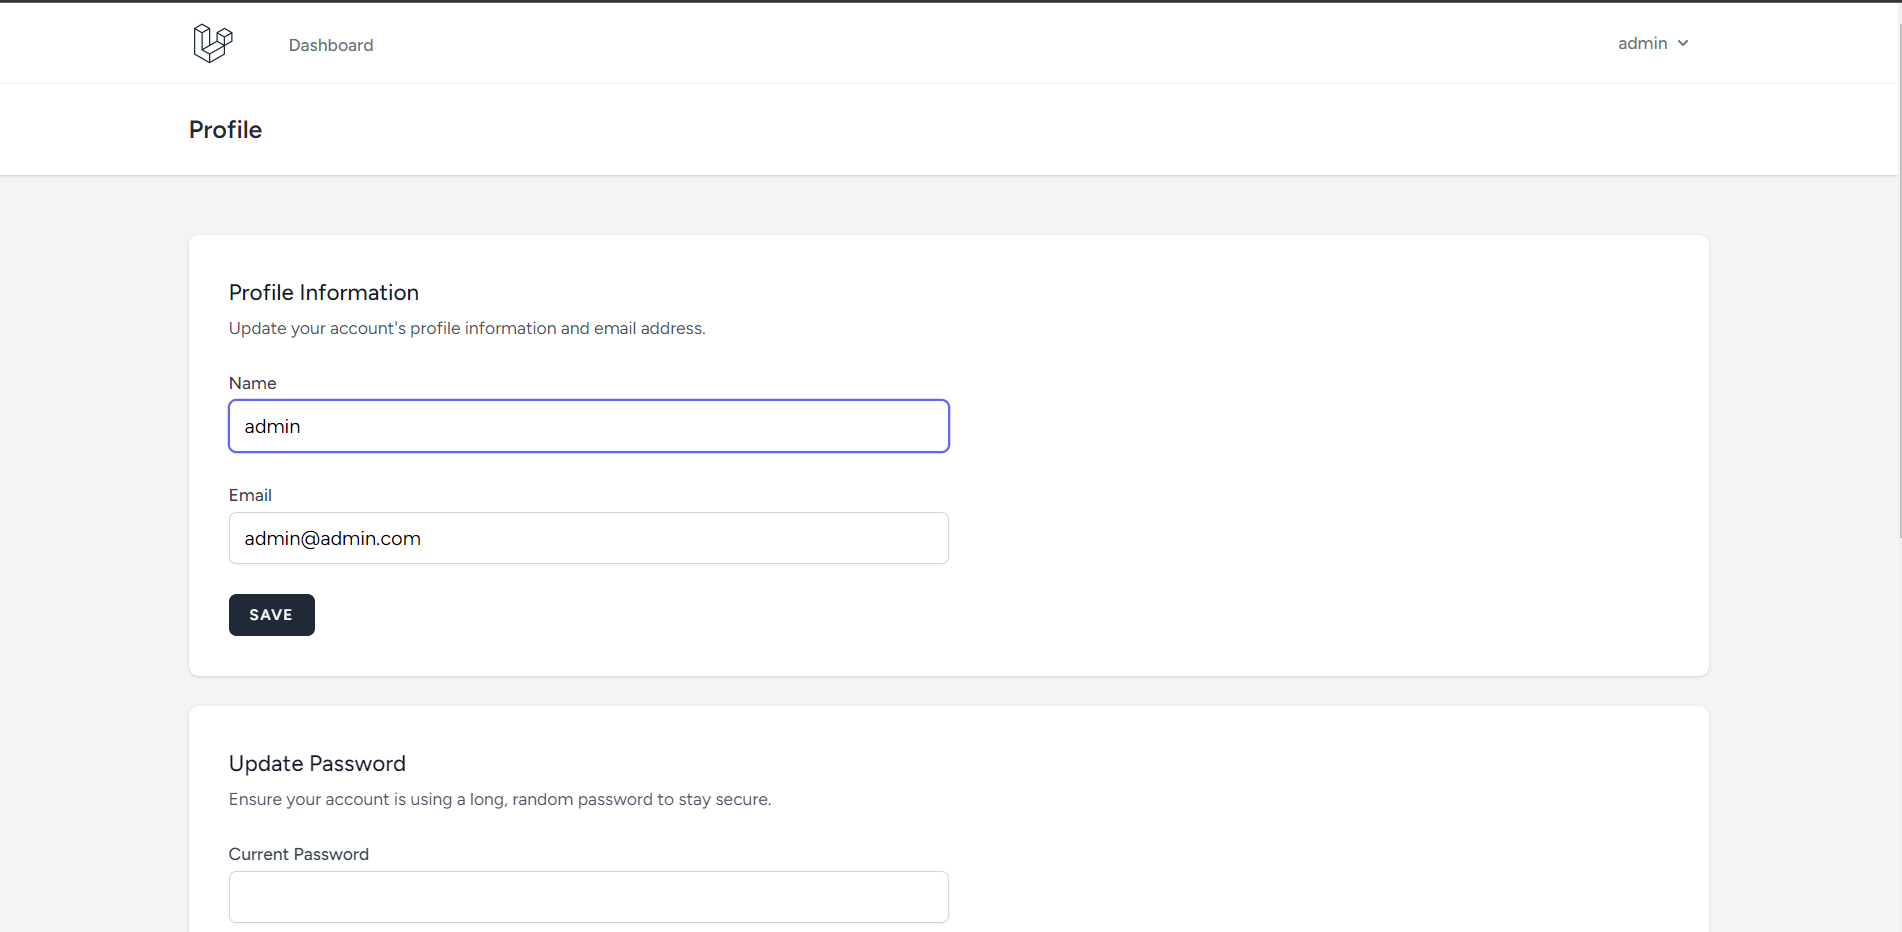 Dashboard
admin
Profile
Profile Information
Update your account's profile information and email address.
Name
admin
Email
admin@admin.com
SAVE
Update Password
Ensure your account is using a long, random password to stay secure.
Current Password